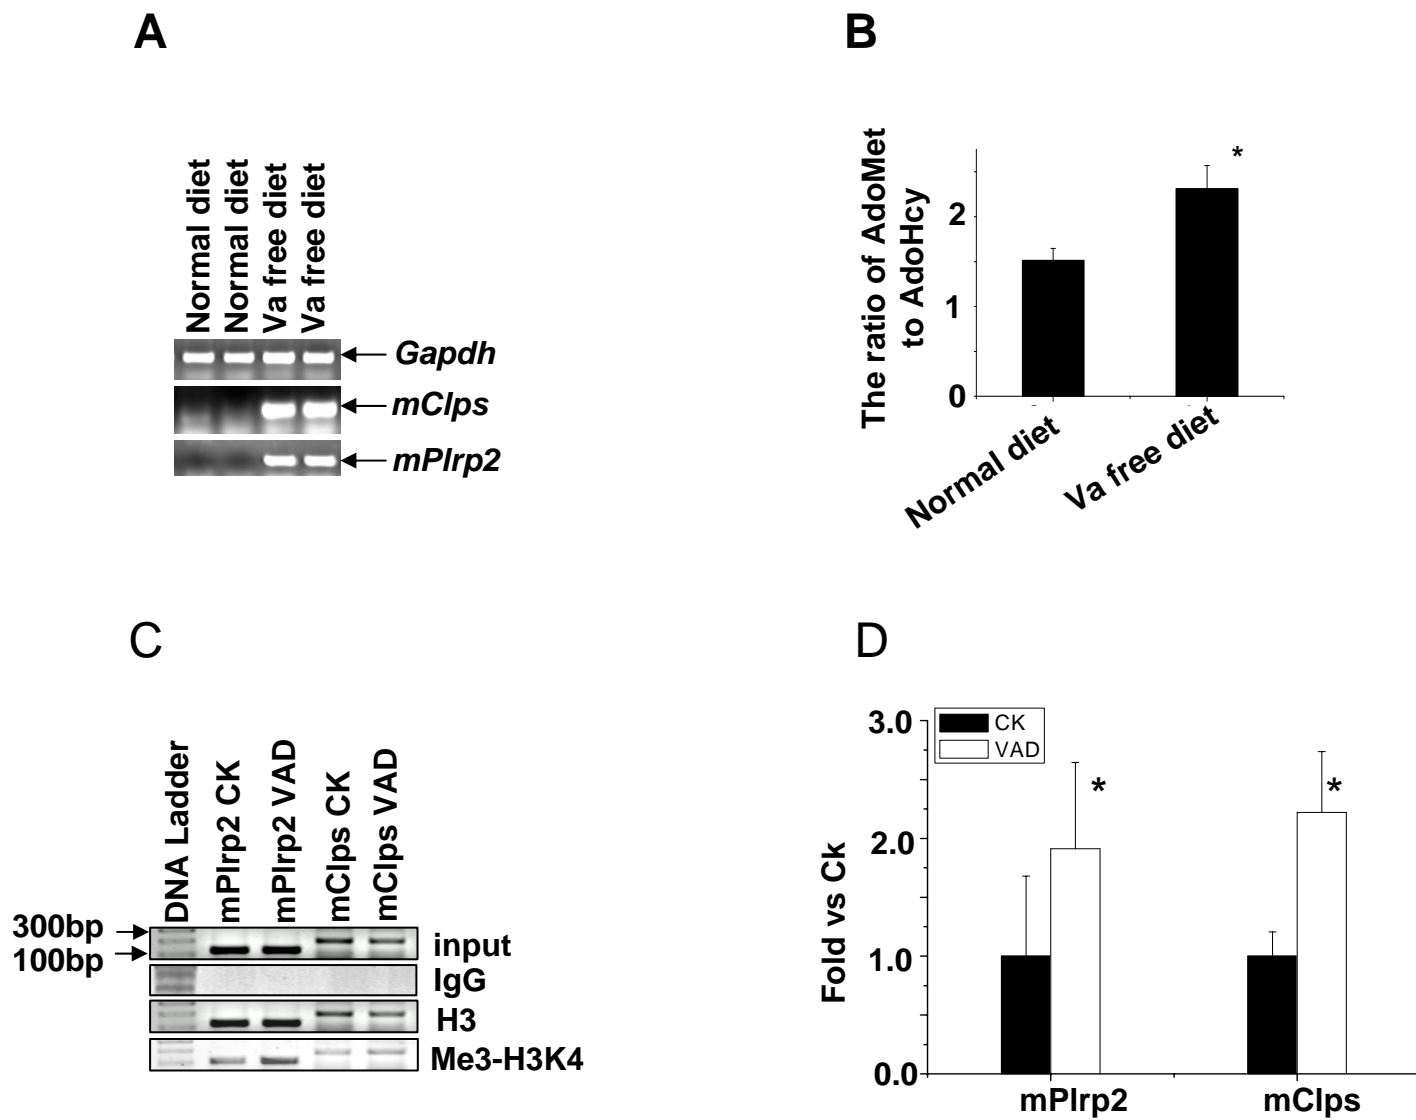 A
Normal diet
Normal diet
Va free diet
Va free diet
Gapdh
mClps
mPlrp2
B
The ratio of AdoMet
to AdoHcy
2
1
0
*
Normal diet
Va free diet
C
DNA Ladder
mPlrp2 CK
mPlrp2 VAD
mClps CK
mClps VAD
300bp
100bp
input
IgG
H3
Me3-H3K4
D
Fold vs Ck
3.0
2.0
1.0
0.0
CK
VAD
*
*
mPlrp2
mClps